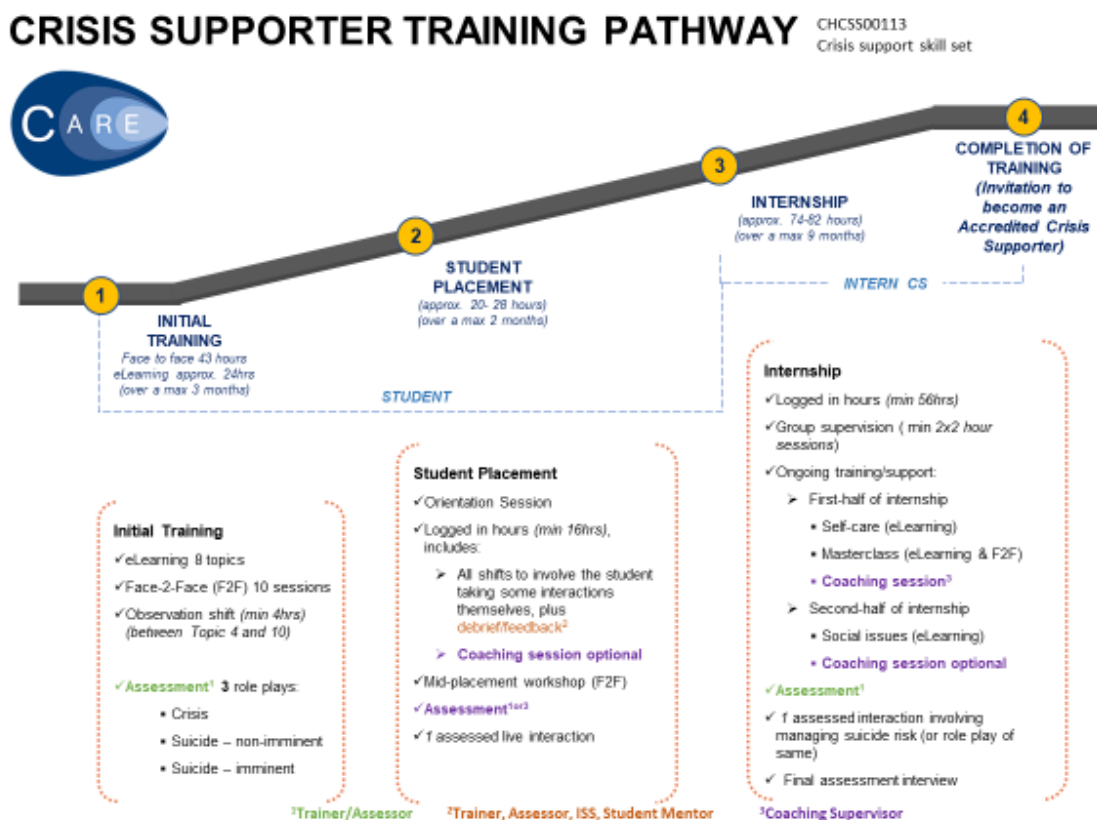 CRISIS SUPPORTER TRAINING PATHWAY
CHCSS00113
Crisis support skill set
CARE
1
INITIAL
TRAINING
Face to face 43 hours
eLearning approx. 24hrs
(over a max 3 months)
2
STUDENT
PLACEMENT
(approx. 20- 28 hours)
(over a max 2 months)
3
INTERNSHIP
(approx. 74-82 hours)
(over a max 9 months)
4
COMPLETION OF
TRAINING
(Invitation to
become an
Accredited Crisis
Supporter)
STUDENT
INTERN CS
Initial Training
✓eLearning 8 topics
✓Face-2-Face (F2F) 10 sessions
✓Observation shift (min 4hrs)
(between Topic 4 and 10)
✓Assessment¹ 3 role plays:
▪ Crisis
▪ Suicide – non-imminent
▪ Suicide – imminent
Student Placement
✓Orientation Session
✓Logged in hours (min 16hrs),
includes:
➤ All shifts to involve the student
taking some interactions
themselves, plus
debrief/feedback²
➤ Coaching session optional
✓Mid-placement workshop (F2F)
✓Assessment¹ᵒʳ³
✓1 assessed live interaction
Internship
✓Logged in hours (min 56hrs)
✓Group supervision ( min 2x2 hour
sessions)
✓Ongoing training/support:
➤ First-half of internship
▪ Self-care (eLearning)
▪ Masterclass (eLearning & F2F)
▪ Coaching session³
➤ Second-half of internship
▪ Social issues (eLearning)
▪ Coaching session optional
✓Assessment¹
✓ 1 assessed interaction involving
managing suicide risk (or role play of
same)
✓ Final assessment interview
¹Trainer/Assessor
²Trainer, Assessor, ISS, Student Mentor
³Coaching Supervisor